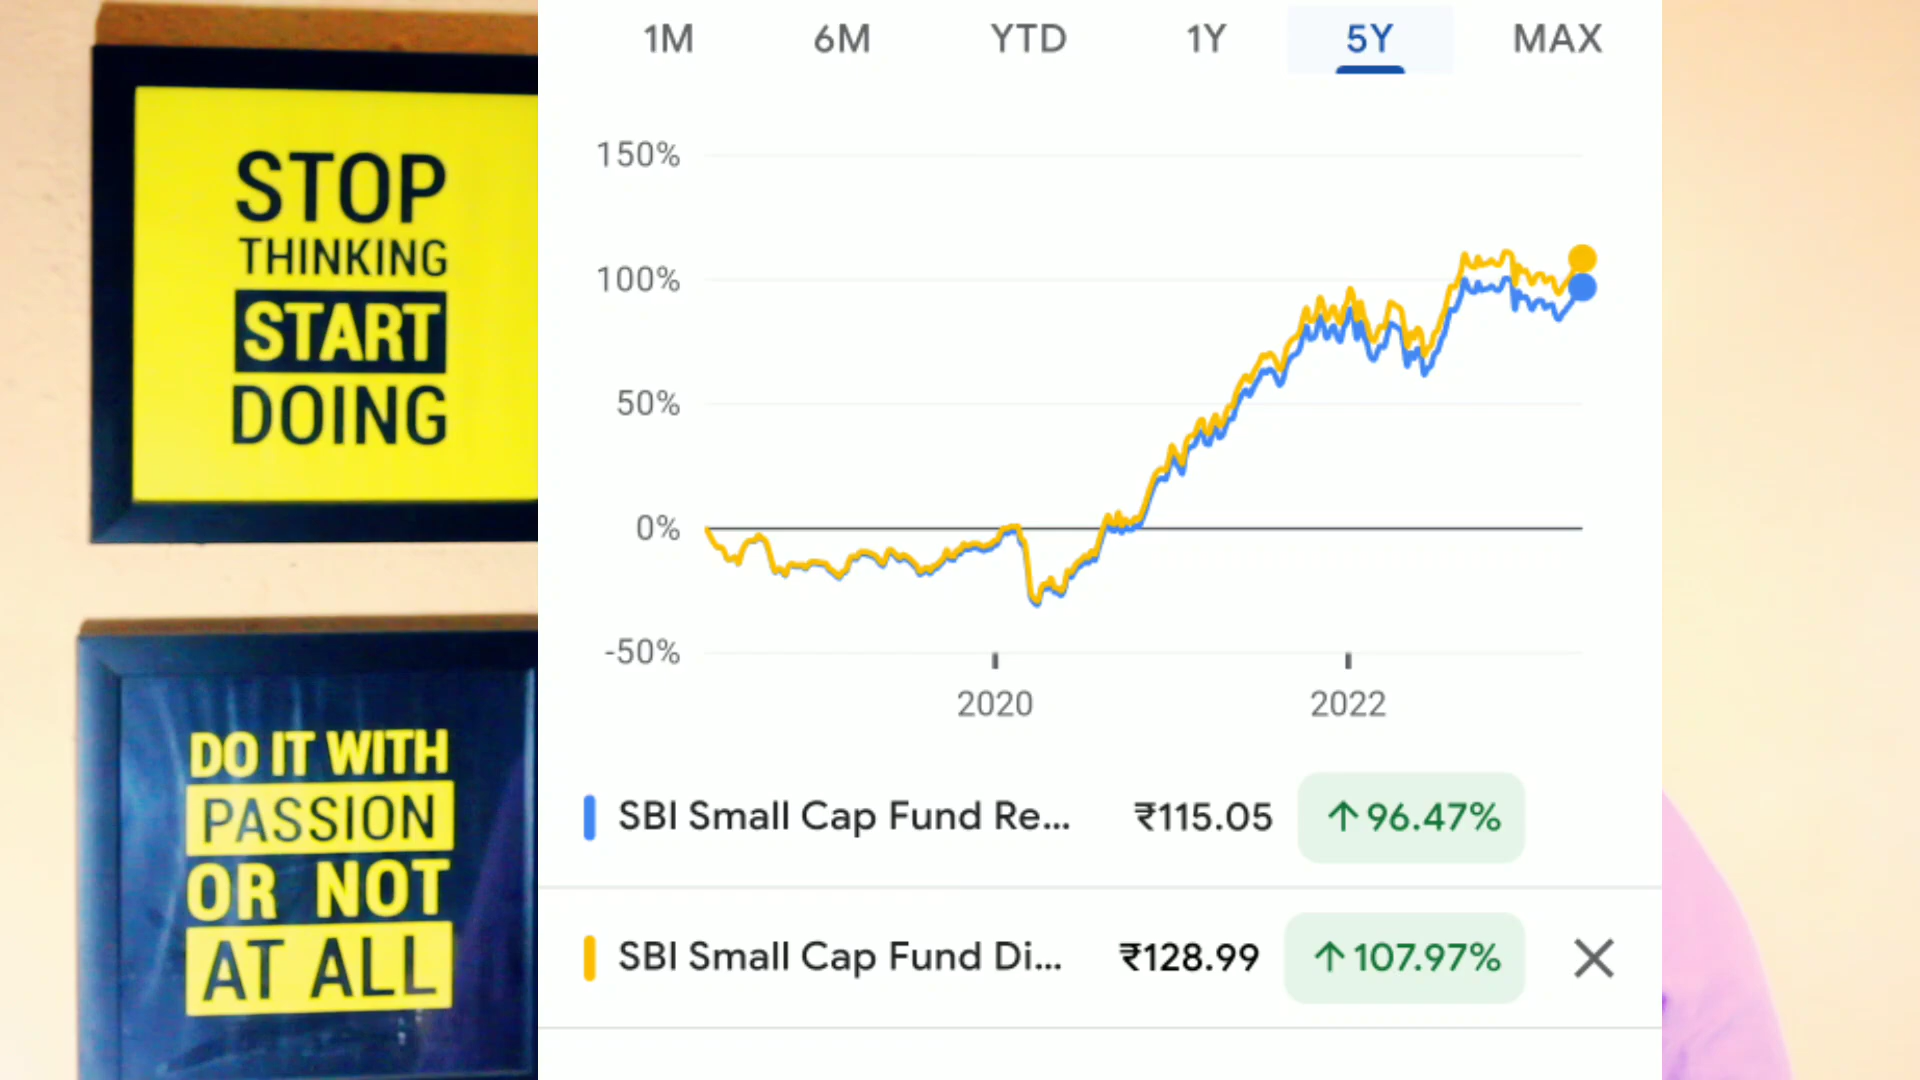 STOP
THINKING
START
DOING
DO IT WITH
PASSION
OR NOT
AT ALL
1M 6M YTD 1Y 5Y MAX
150%
100%
50%
0%
-50%
2020 2022
SBI Small Cap Fund Re... ₹115.05 ↑96.47%
SBI Small Cap Fund Di... ₹128.99 ↑107.97% ✕